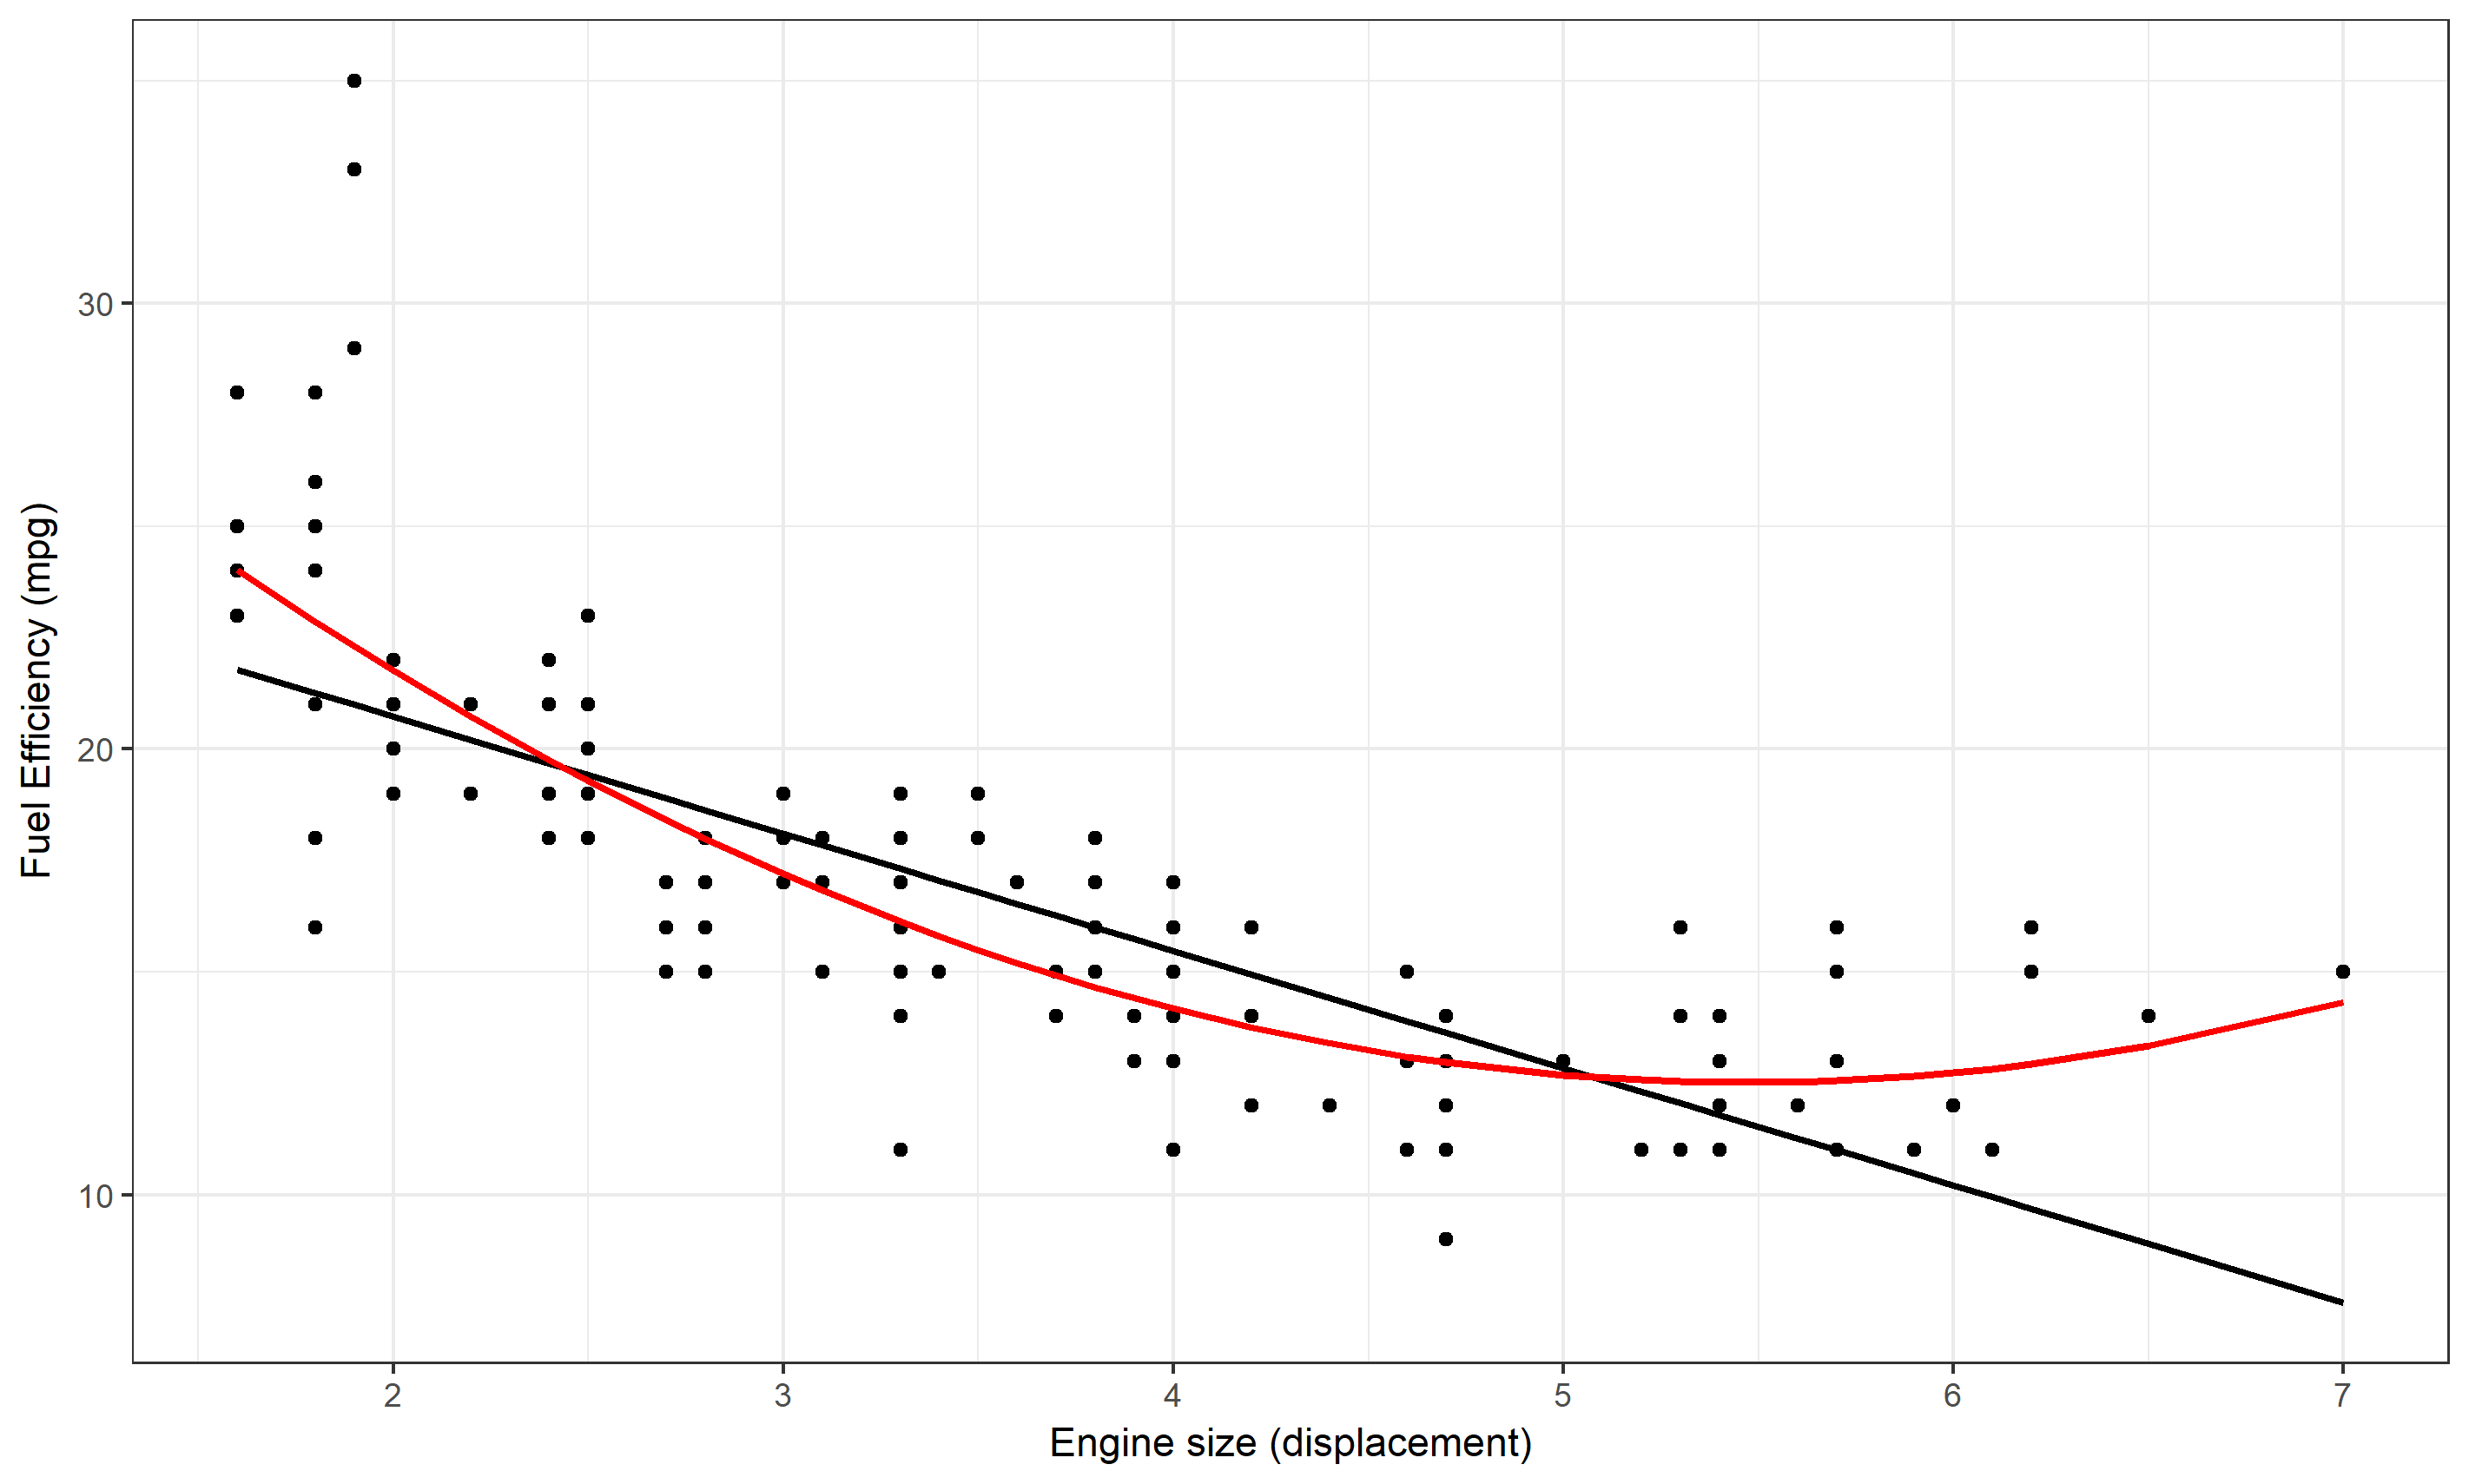 Fuel Efficiency (mpg)
30
20
10
2 3 4 5 6 7
Engine size (displacement)